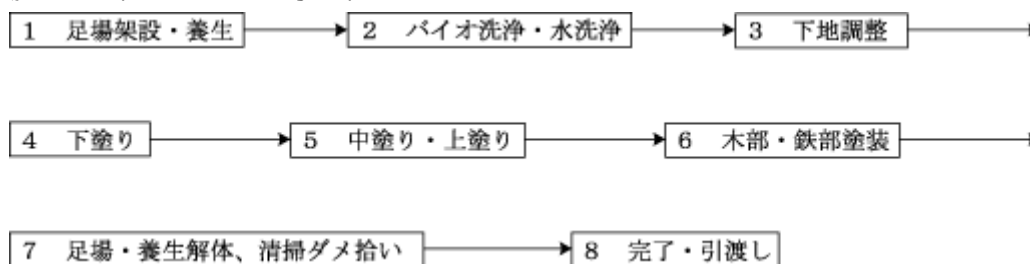 1　足場架設・養生　2　バイオ洗浄・水洗浄　3　下地調整
4　下塗り　5　中塗り・上塗り　6　木部・鉄部塗装
7　足場・養生解体、清掃ダメ拾い　8　完了・引渡し